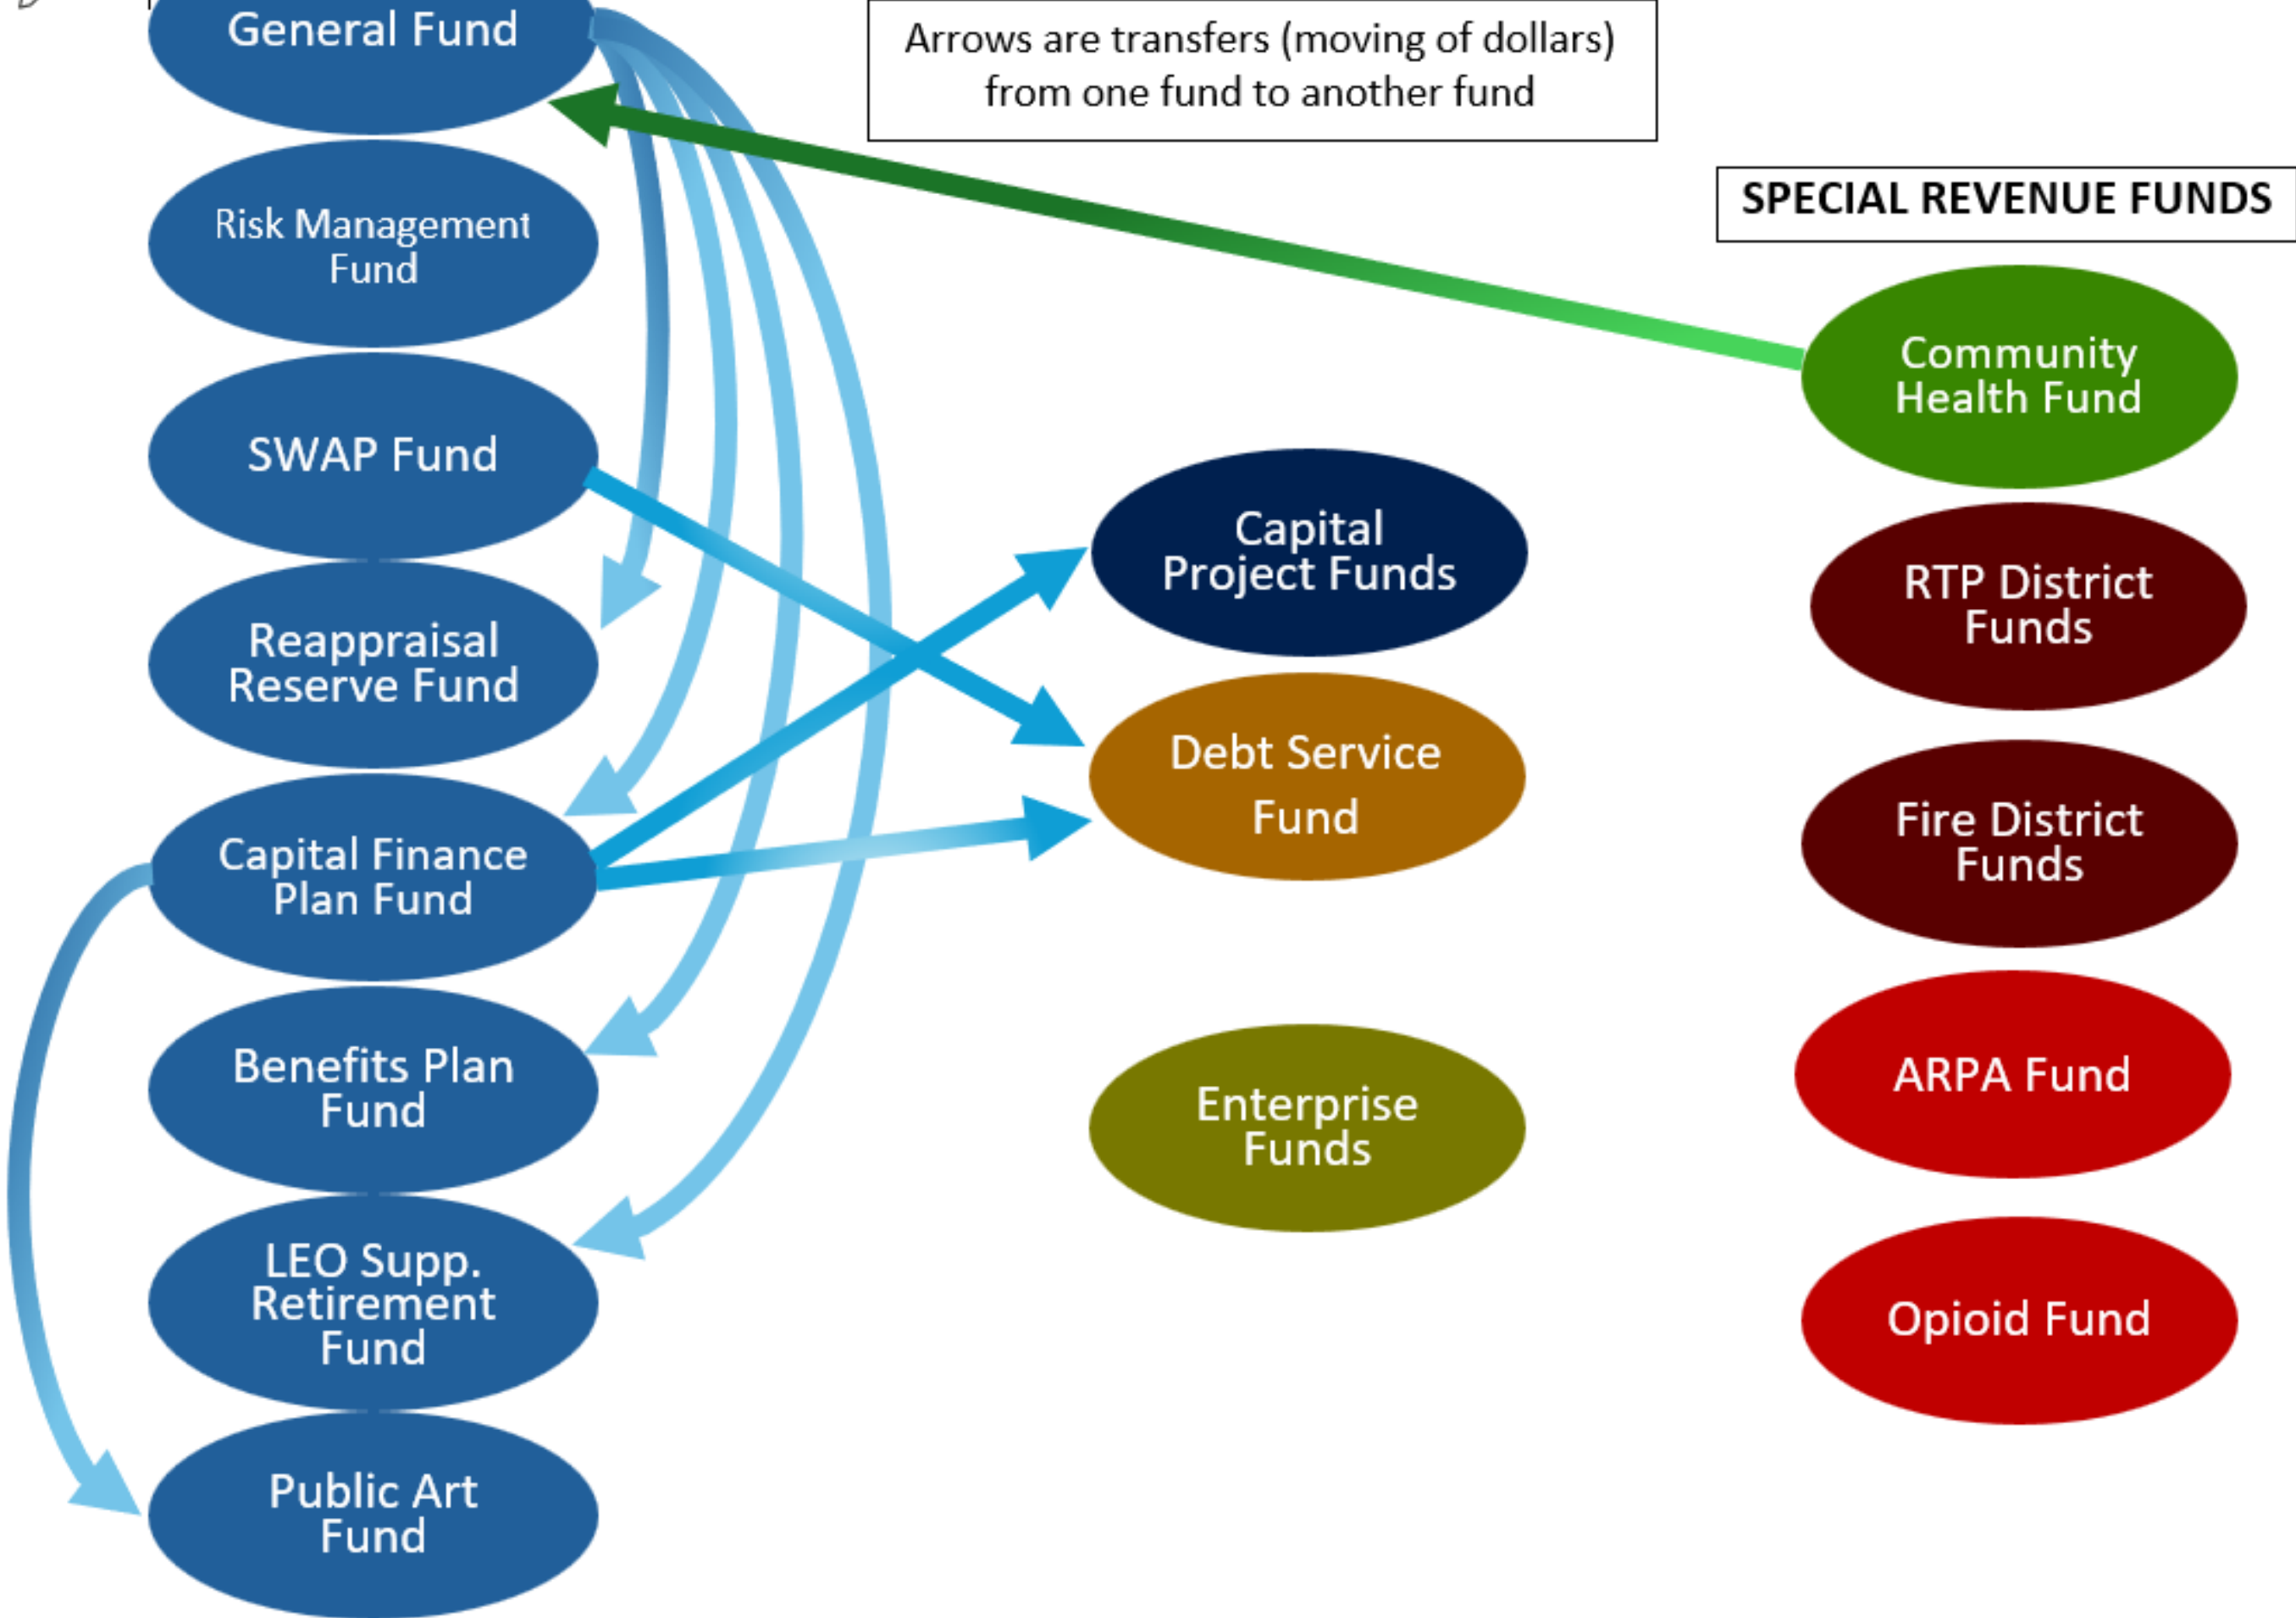 General Fund
Risk Management
Fund
SWAP Fund
Reappraisal
Reserve Fund
Capital Finance
Plan Fund
Benefits Plan
Fund
LEO Supp.
Retirement
Fund
Public Art
Fund
Arrows are transfers (moving of dollars)
from one fund to another fund
Capital
Project Funds
Debt Service
Fund
Enterprise
Funds
SPECIAL REVENUE FUNDS
Community
Health Fund
RTP District
Funds
Fire District
Funds
ARPA Fund
Opioid Fund